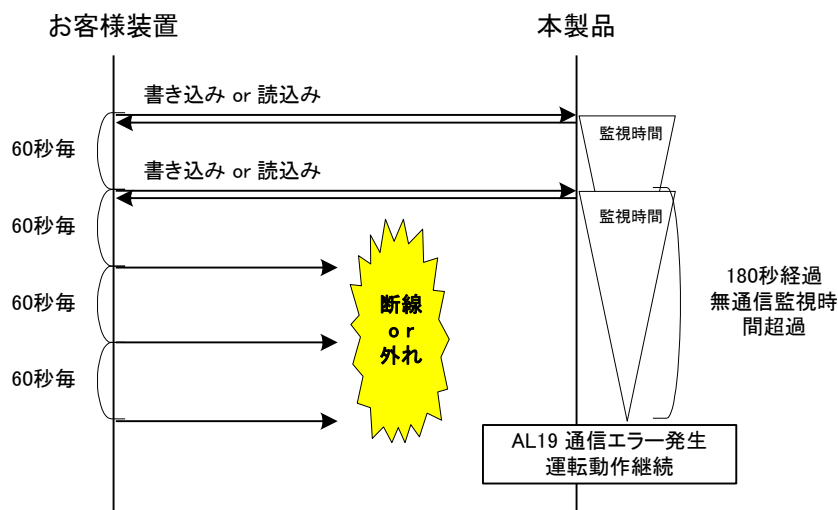 お客様装置
本製品
書き込み or 読込み
監視時間
60秒毎
書き込み or 読込み
監視時間
60秒毎
断線
or
外れ
180秒経過
無通信監視時
間超過
60秒毎
60秒毎
AL19 通信エラー発生
運転動作継続